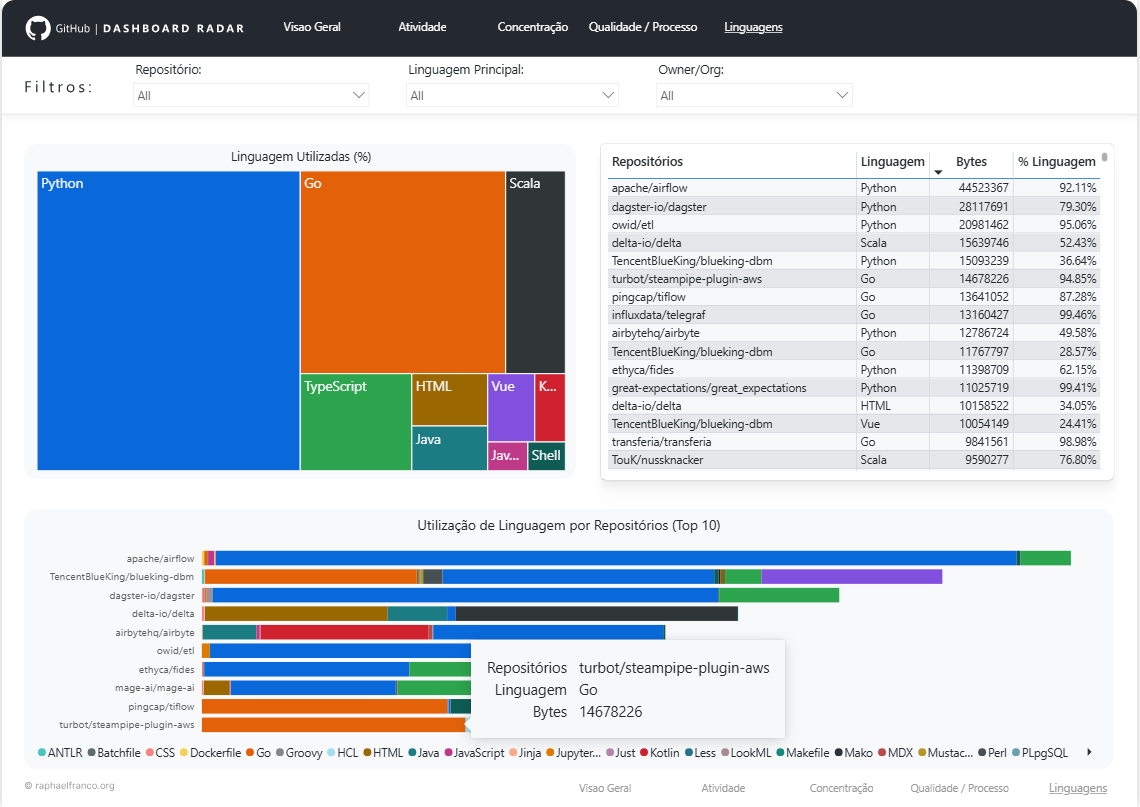 GitHub | DASHBOARD RADAR Visao Geral Atividade Concentração Qualidade / Processo Linguagens
Filtros:
Repositório: Linguagem Principal: Owner/Org:
All All All
Linguagem Utilizadas (%)
Python Go Scala
TypeScript HTML Vue K...
Java
Jav... Shell
Repositórios Linguagem Bytes % Linguagem
apache/airflow Python 44523367 92.11%
dagster-io/dagster Python 28117691 79.30%
owid/etl Python 20981462 95.06%
delta-io/delta Scala 15639746 52.43%
TencentBlueKing/blueking-dbm Python 15093239 36.64%
turbot/steampipe-plugin-aws Go 14678226 94.85%
pingcap/tiflow Go 13641052 87.28%
influxdata/telegraf Go 13160427 99.46%
airbytehq/airbyte Python 12786724 49.58%
TencentBlueKing/blueking-dbm Go 11767797 28.57%
ethyca/fides Python 11398709 62.15%
great-expectations/great_expectations Python 11025719 99.41%
delta-io/delta HTML 10158522 34.05%
TencentBlueKing/blueking-dbm Vue 10054149 24.41%
transferia/transferia Go 9841561 98.98%
TouK/nussknacker Scala 9590277 76.80%
Utilização de Linguagem por Repositórios (Top 10)
apache/airflow
TencentBlueKing/blueking-dbm
dagster-io/dagster
delta-io/delta
airbytehq/airbyte
owid/etl
ethyca/fides
mage-ai/mage-ai
pingcap/tiflow
turbot/steampipe-plugin-aws
Repositórios turbot/steampipe-plugin-aws
Linguagem Go
Bytes 14678226
ANTLR Batchfile CSS Dockerfile Go Groovy HCL HTML Java JavaScript Jinja Jupyter... Just Kotlin Less LookML Makefile Mako MDX Mustac... Perl PLpgSQL
© raphaelfranco.org Visao Geral Atividade Concentração Qualidade / Processo Linguagens